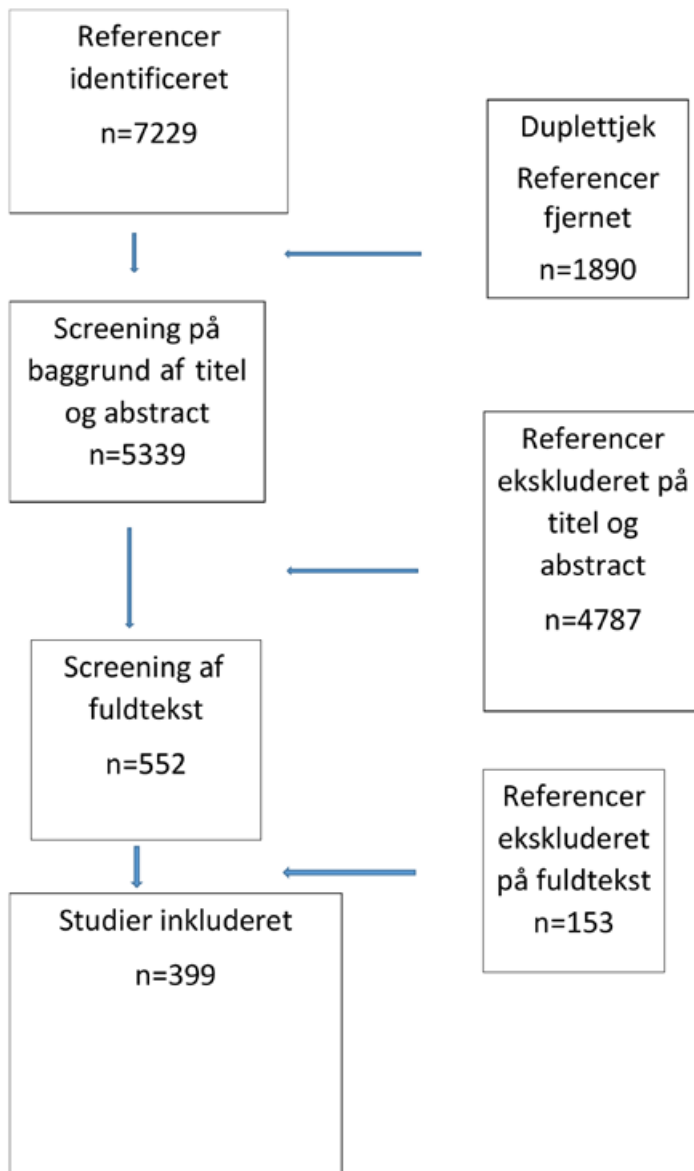 Referencer
identificeret
n=7229
Duplettjek
Referencer
fjernet
n=1890
Screening på
baggrund af titel
og abstract
n=5339
Referencer
ekskluderet på
titel og
abstract
n=4787
Screening af
fuldtekst
n=552
Referencer
ekskluderet
på fuldtekst
n=153
Studier inkluderet
n=399